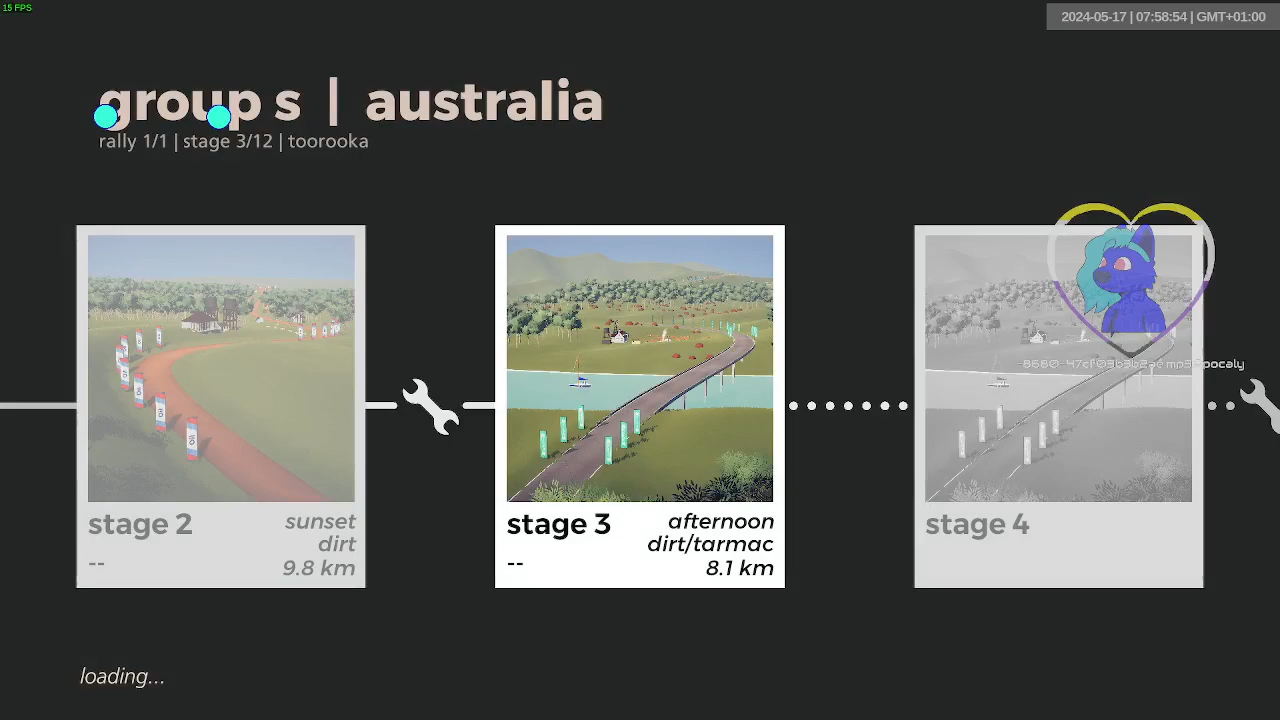 15 FPS
2024-05-17 | 07:58:54 | GMT+01:00
group s | australia
rally 1/1 | stage 3/12 | toorooka
stage 2
sunset
dirt
--
9.8 km
stage 3
afternoon
dirt/tarmac
--
8.1 km
stage 4
loading...